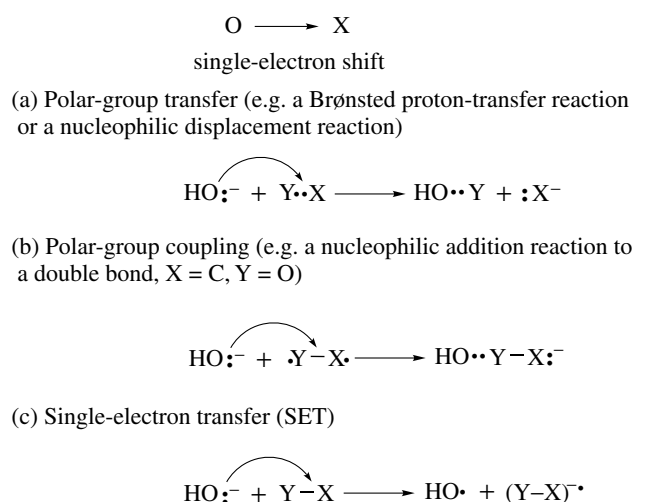 O ⟶ X
single-electron shift
(a) Polar-group transfer (e.g. a Brønsted proton-transfer reaction
or a nucleophilic displacement reaction)
HO:⁻ + Y··X ⟶ HO··Y + :X⁻
(b) Polar-group coupling (e.g. a nucleophilic addition reaction to
a double bond, X = C, Y = O)
HO:⁻ + ·Y–X· ⟶ HO··Y–X:⁻
(c) Single-electron transfer (SET)
HO:⁻ + Y–X ⟶ HO· + (Y–X)⁻·